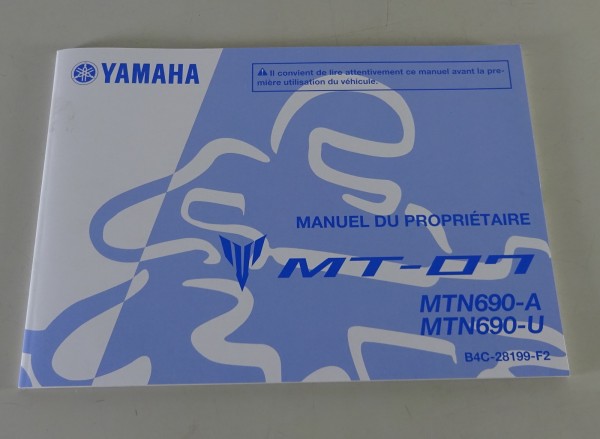 YAMAHA
⚠ Il convient de lire attentivement ce manuel avant la pre-
mière utilisation du véhicule.
MANUEL DU PROPRIÉTAIRE
MT-07
MTN690-A
MTN690-U
B4C-28199-F2